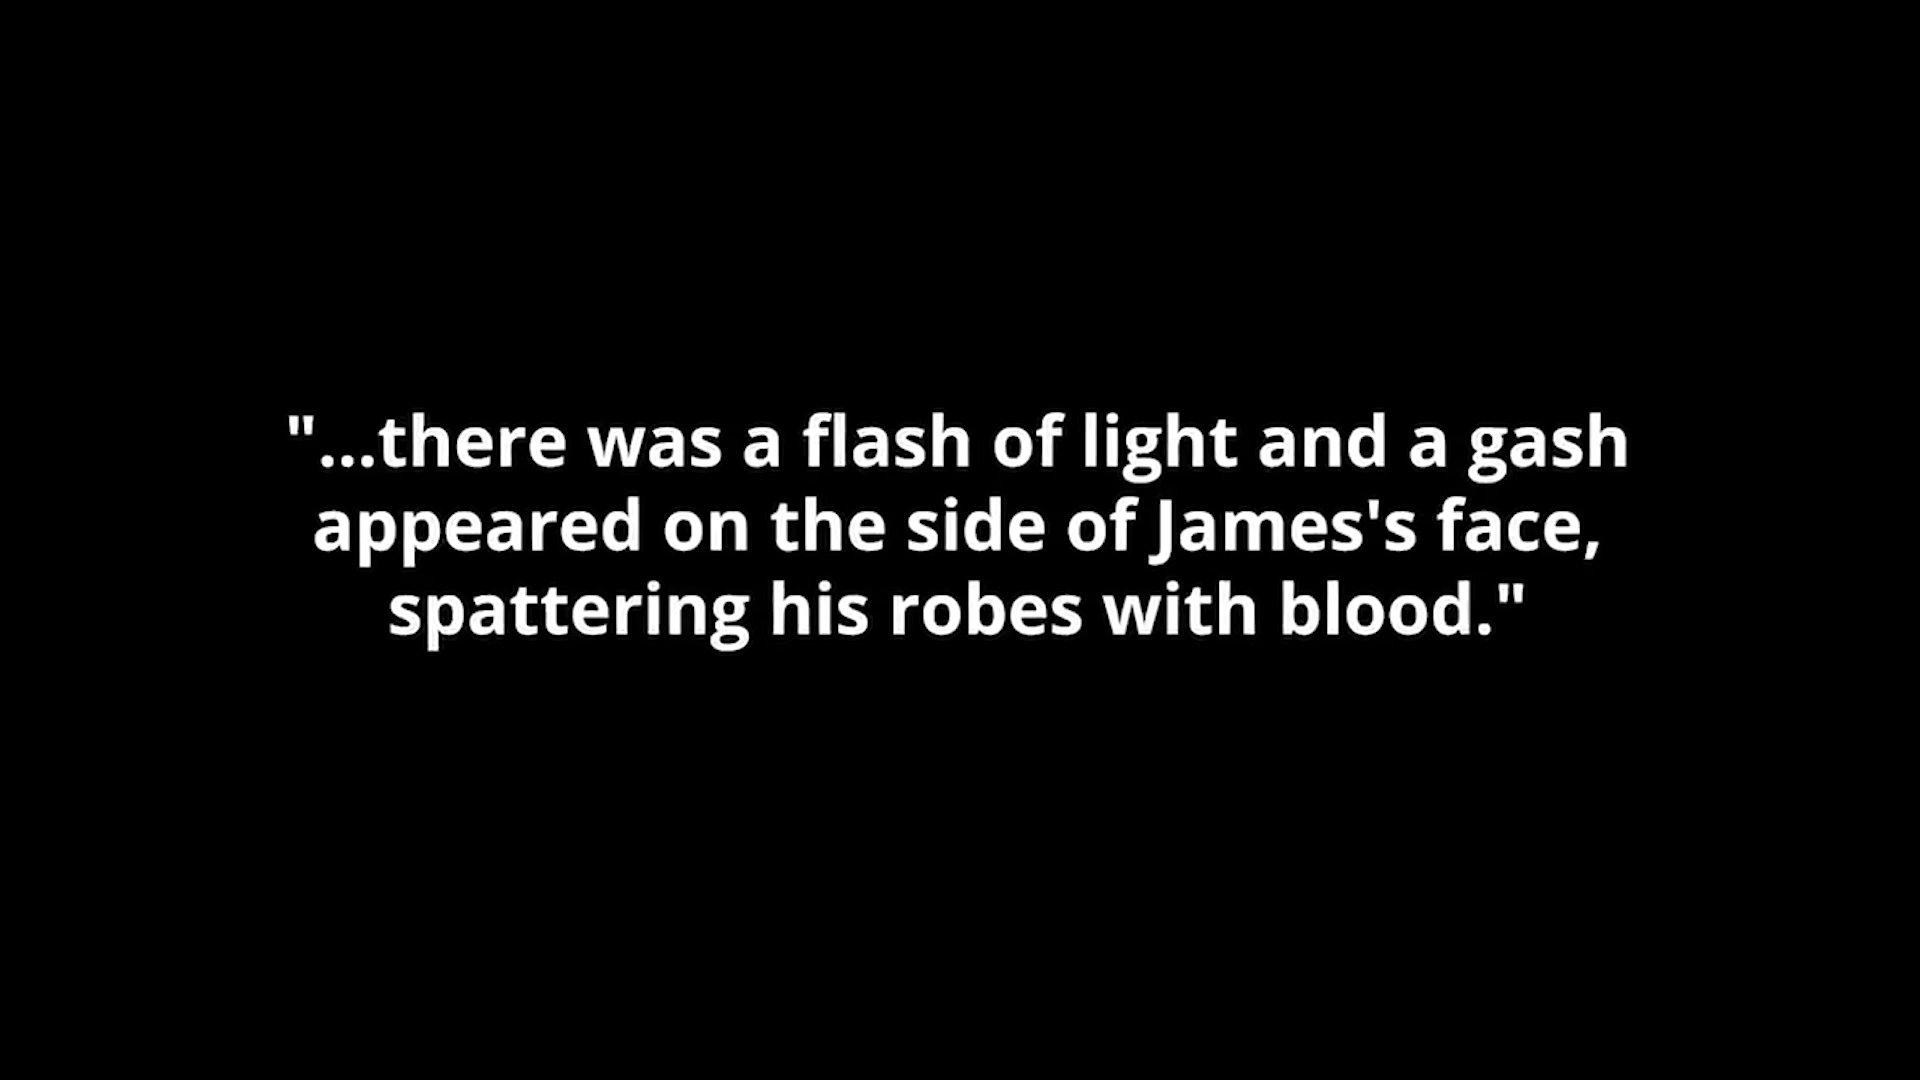 "...there was a flash of light and a gash
appeared on the side of James's face,
spattering his robes with blood."